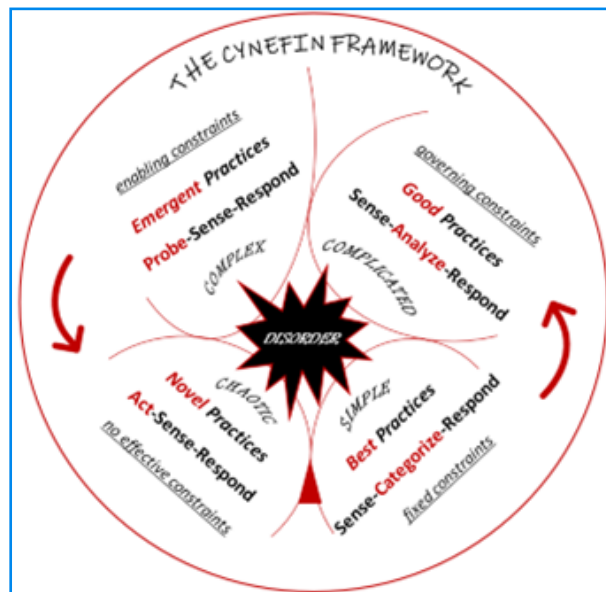 THE CYNEFIN FRAMEWORK
enabling constraints
Emergent Practices
Probe-Sense-Respond
COMPLEX
governing constraints
Good Practices
Sense-Analyze-Respond
COMPLICATED
DISORDER
CHAOTIC
Novel Practices
Act-Sense-Respond
no effective constraints
SIMPLE
Best Practices
Sense-Categorize-Respond
fixed constraints